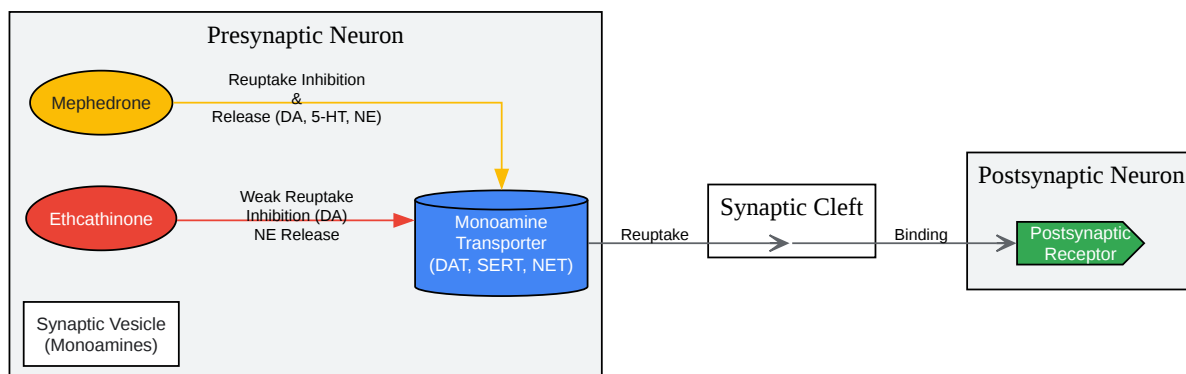 Presynaptic Neuron
Reuptake Inhibition
&
Release (DA, 5-HT, NE)
Mephedrone
Weak Reuptake
Inhibition (DA)
NE Release
Ethcathinone
Monoamine
Transporter
(DAT, SERT, NET)
Synaptic Vesicle
(Monoamines)
Reuptake
Synaptic Cleft
Binding
Postsynaptic Neuron
Postsynaptic
Receptor